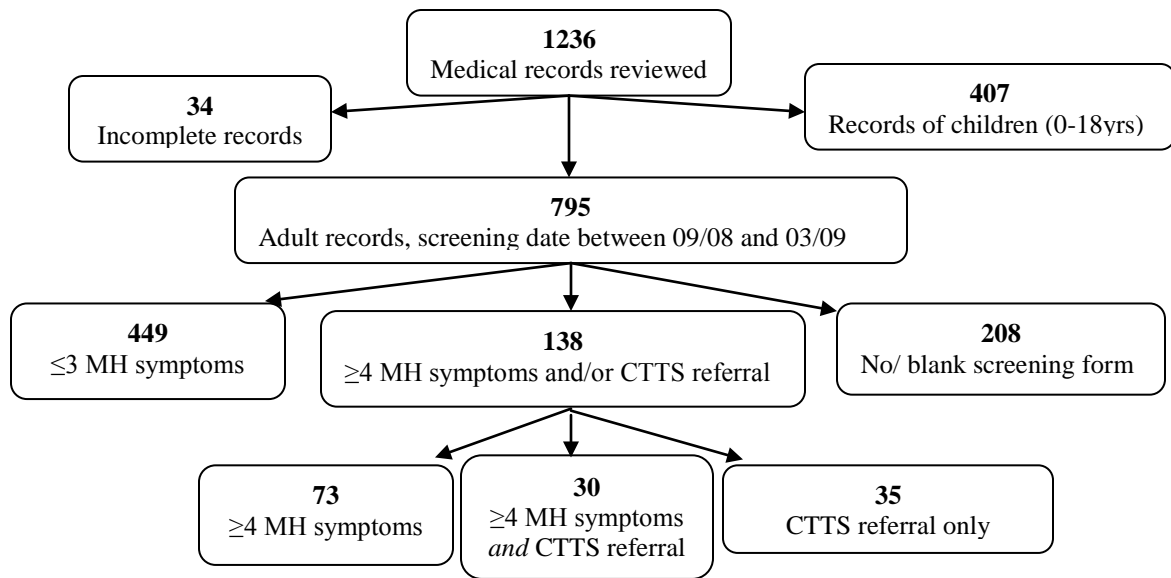 1236
Medical records reviewed
34
Incomplete records
407
Records of children (0-18yrs)
795
Adult records, screening date between 09/08 and 03/09
449
≤3 MH symptoms
138
≥4 MH symptoms and/or CTTS referral
208
No/ blank screening form
73
≥4 MH symptoms
30
≥4 MH symptoms
and CTTS referral
35
CTTS referral only